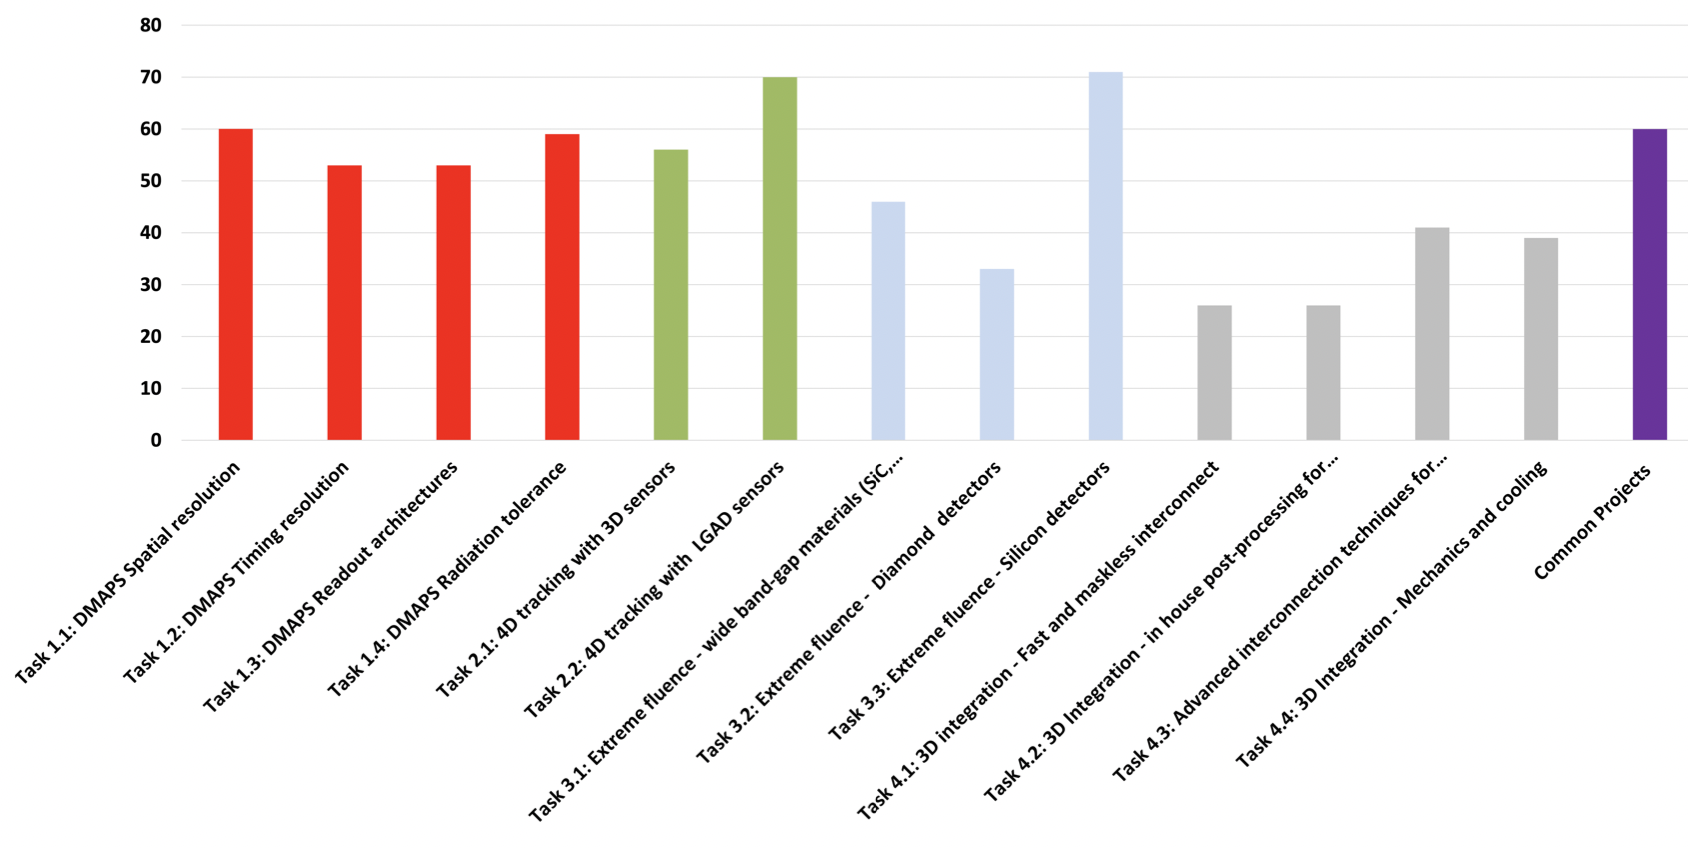 80
70
60
50
40
30
20
10
0
Task 1.1: DMAPS Spatial resolution
Task 1.2: DMAPS Timing resolution
Task 1.3: DMAPS Readout architectures
Task 1.4: DMAPS Radiation tolerance
Task 2.1: 4D tracking with 3D sensors
Task 2.2: 4D tracking with  LGAD sensors
Task 3.1: Extreme fluence - wide band-gap materials (SiC,…
Task 3.2: Extreme fluence -  Diamond  detectors
Task 3.3: Extreme fluence - Silicon detectors
Task 4.1: 3D integration - Fast and maskless interconnect
Task 4.2: 3D Integration - in house post-processing for…
Task 4.3: Advanced interconnection techniques for…
Task 4.4: 3D Integration - Mechanics and cooling
Common Projects